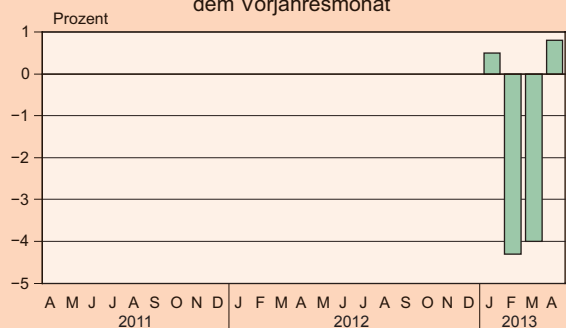 dem Vorjahresmonat
Prozent
1
0
−1
−2
−3
−4
−5
A M J J A S O N D J F M A M J J A S O N D J F M A
2011 2012 2013